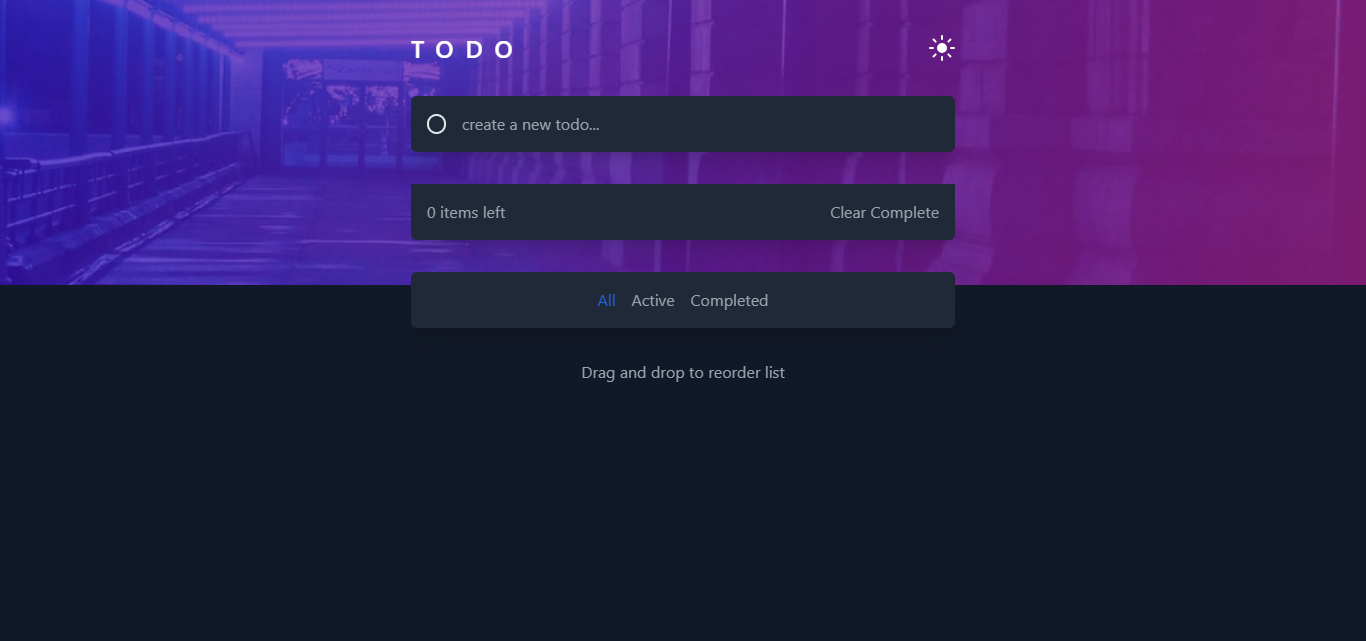 TODO
create a new todo...
0 items left Clear Complete
All Active Completed
Drag and drop to reorder list